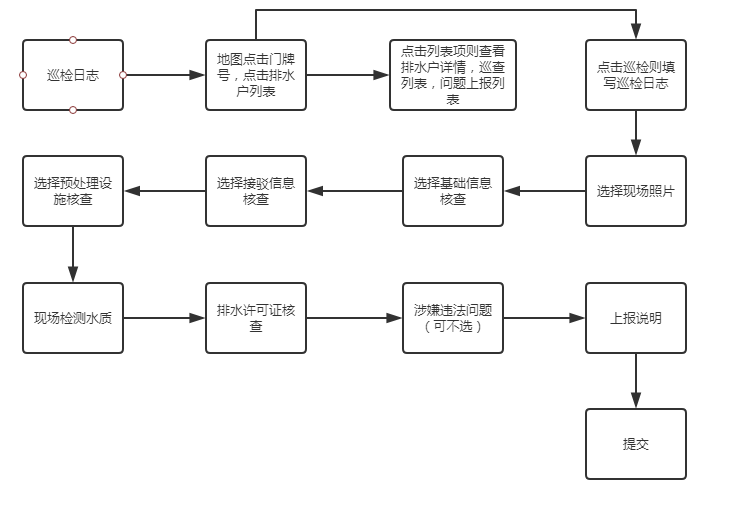 巡检日志
地图点击门牌
号，点击排水
户列表
点击列表项则查看
排水户详情，巡查
列表，问题上报列
表
点击巡检则填
写巡检日志
选择预处理设
施核查
选择接驳信息
核查
选择基础信息
核查
选择现场照片
现场检测水质
排水许可证核
查
涉嫌违法问题
（可不选）
上报说明
提交